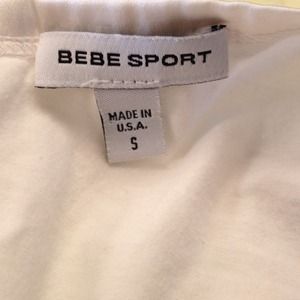 BEBE SPORT
MADE IN
U.S.A.
S